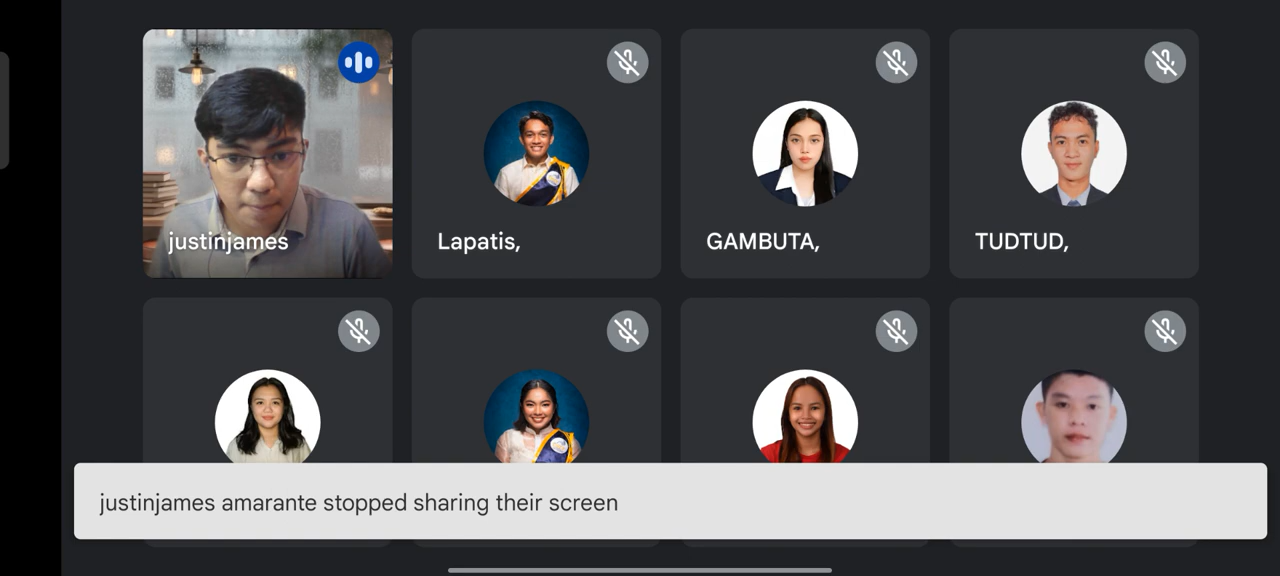 justinjames
Lapatis,
GAMBUTA,
TUDTUD,
justinjames amarante stopped sharing their screen